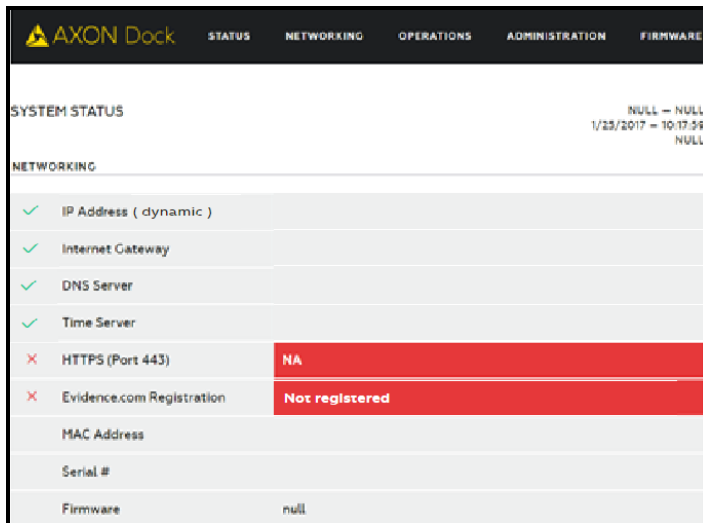 AXON Dock STATUS NETWORKING OPERATIONS ADMINISTRATION FIRMWARE
SYSTEM STATUS NULL — NULL
1/23/2017 — 10:17:59
NULL
NETWORKING
IP Address ( dynamic )
Internet Gateway
DNS Server
Time Server
HTTPS (Port 443) NA
Evidence.com Registration Not registered
MAC Address
Serial #
Firmware null